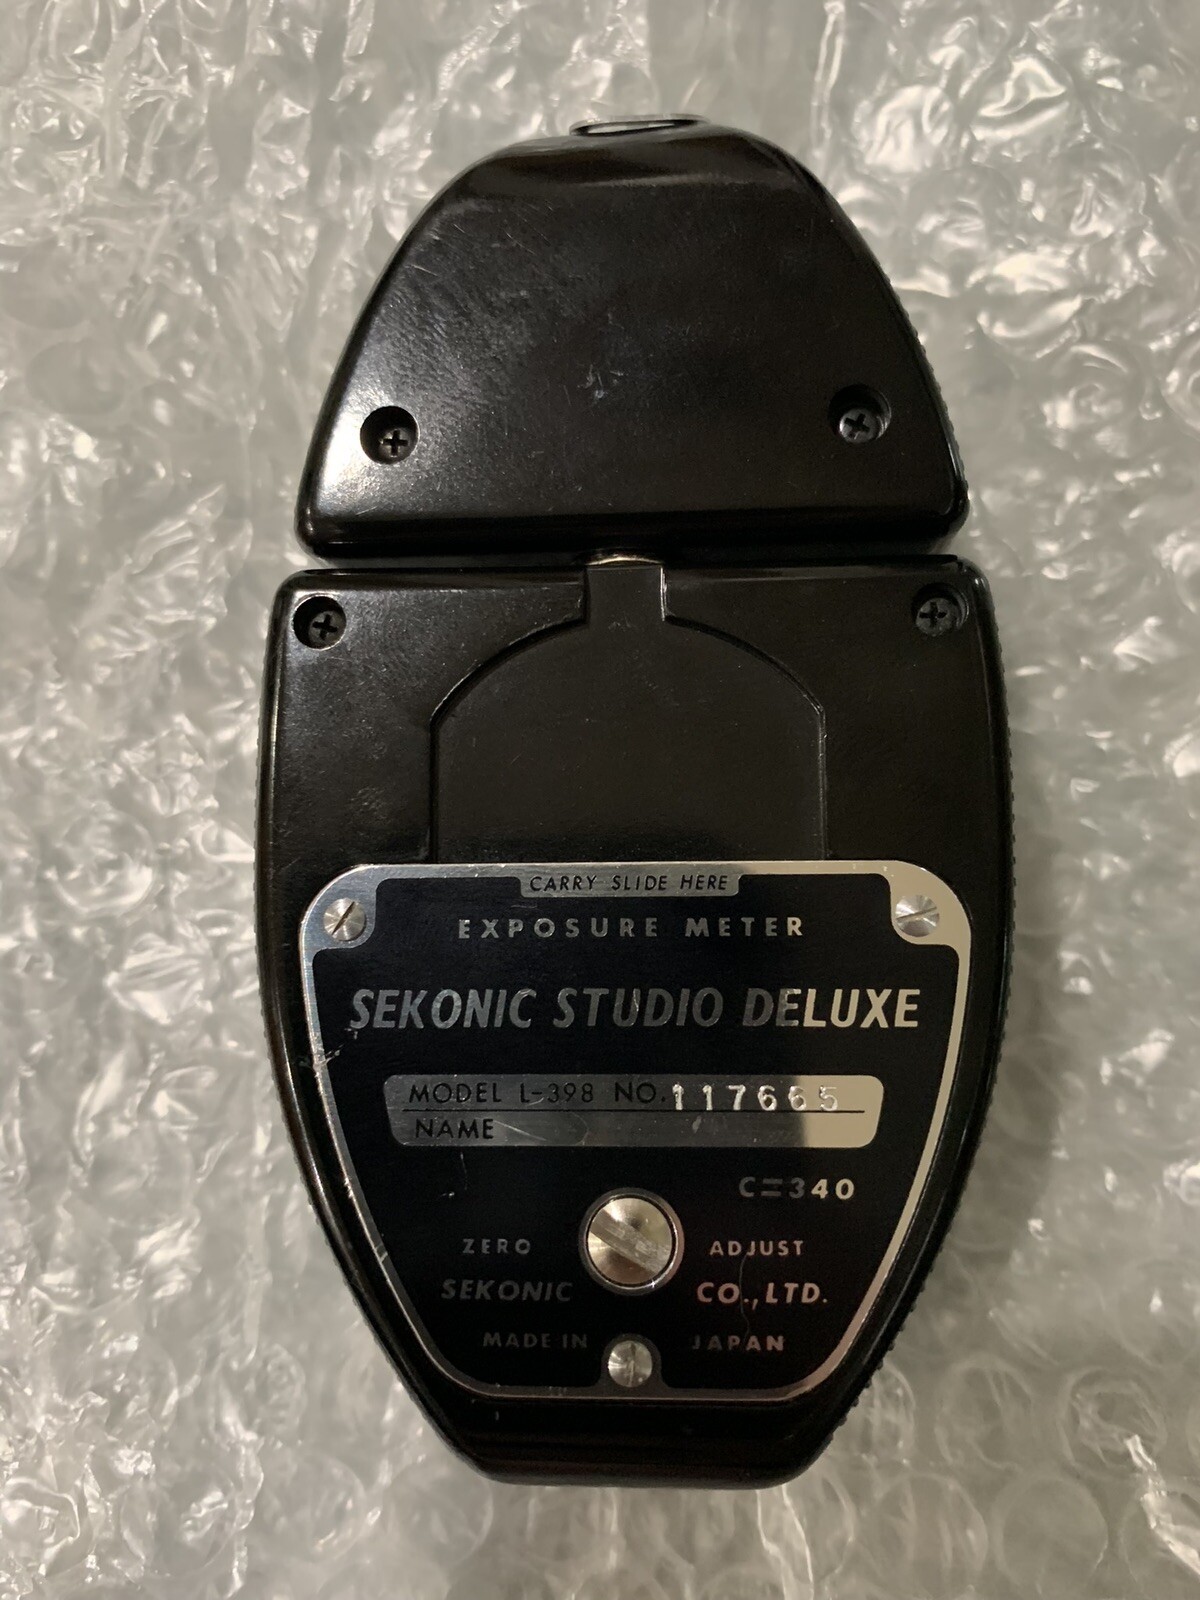 CARRY SLIDE HERE
EXPOSURE METER
SEKONIC STUDIO DELUXE
MODEL L-398 NO. 117665
NAME
C=340
ZERO ADJUST
SEKONIC CO., LTD.
MADE IN JAPAN